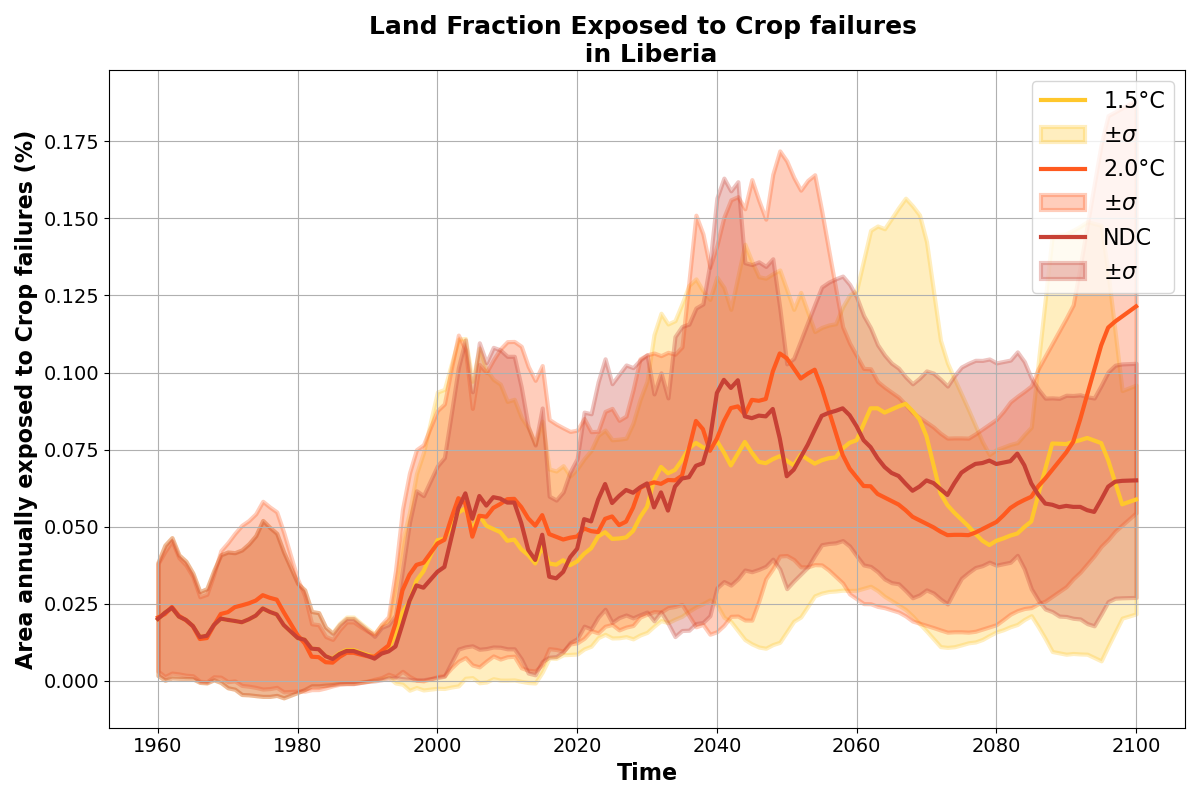 Land Fraction Exposed to Crop failures
in Liberia
Area annually exposed to Crop failures (%)
0.175
0.150
0.125
0.100
0.075
0.050
0.025
0.000
1.5°C
±σ
2.0°C
±σ
NDC
±σ
1960 1980 2000 2020 2040 2060 2080 2100
Time